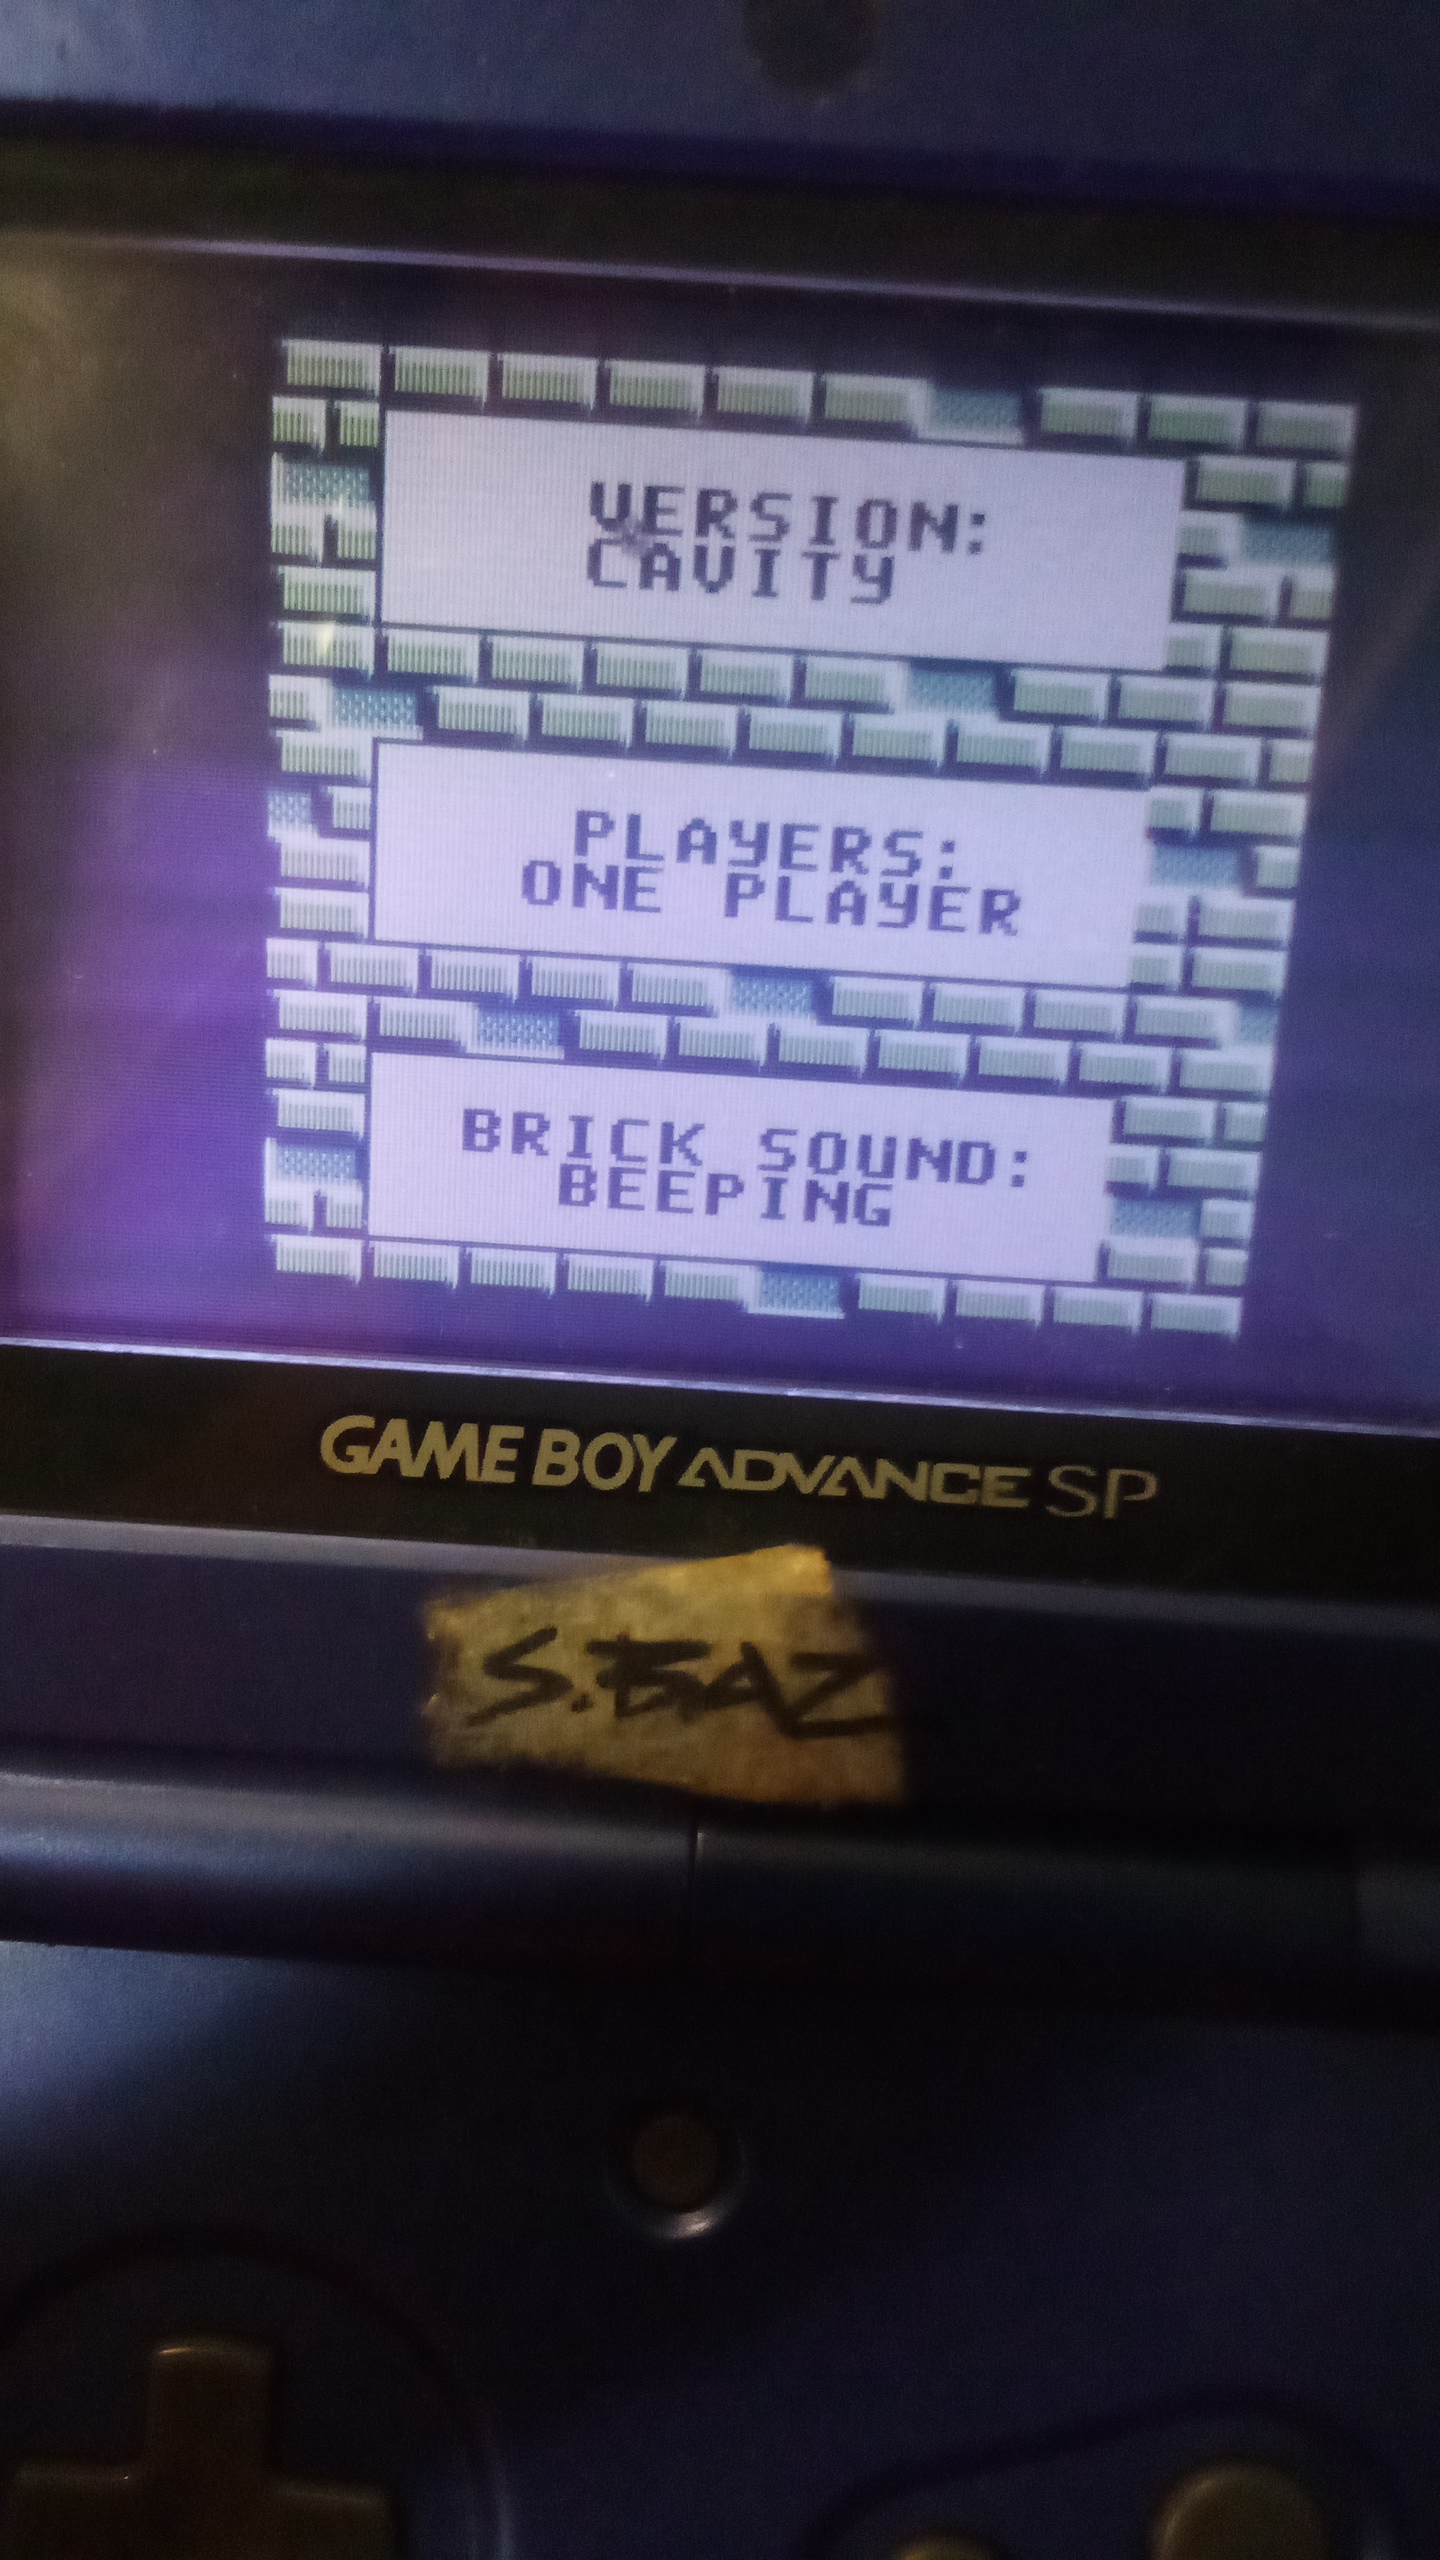 VERSION:
CAVITY
PLAYERS:
ONE PLAYER
BRICK SOUND:
BEEPING
GAME BOY ADVANCE SP
S.BAZ